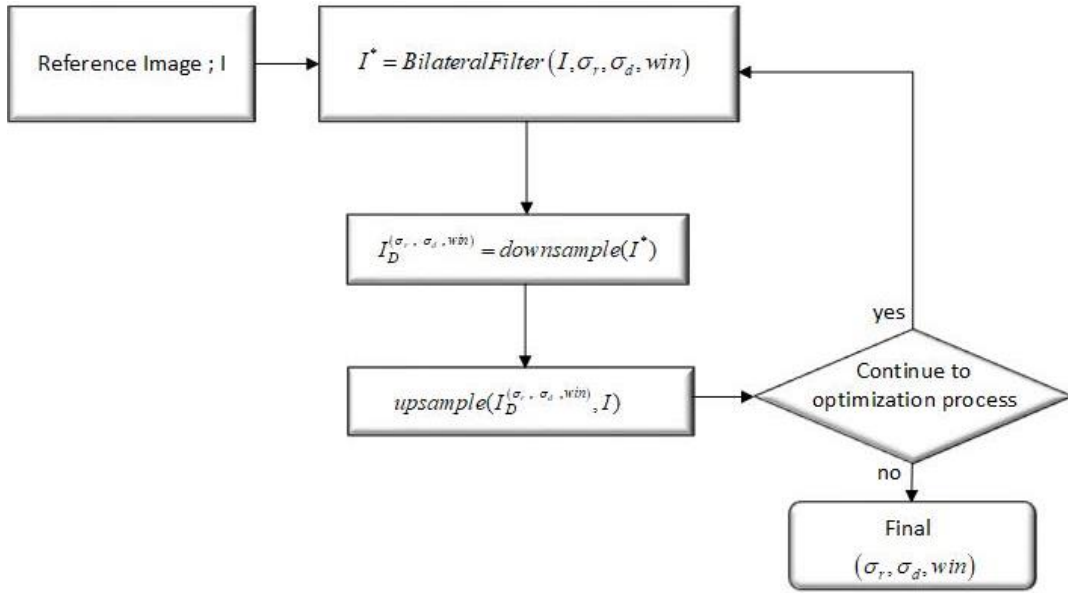 Reference Image ; I
I* = BilateralFilter(I,σr,σd,win)
I_D^(σr, σd,win) = downsample(I*)
upsample(I_D^(σr, σd,win),I)
yes
Continue to
optimization process
no
Final
(σr,σd,win)